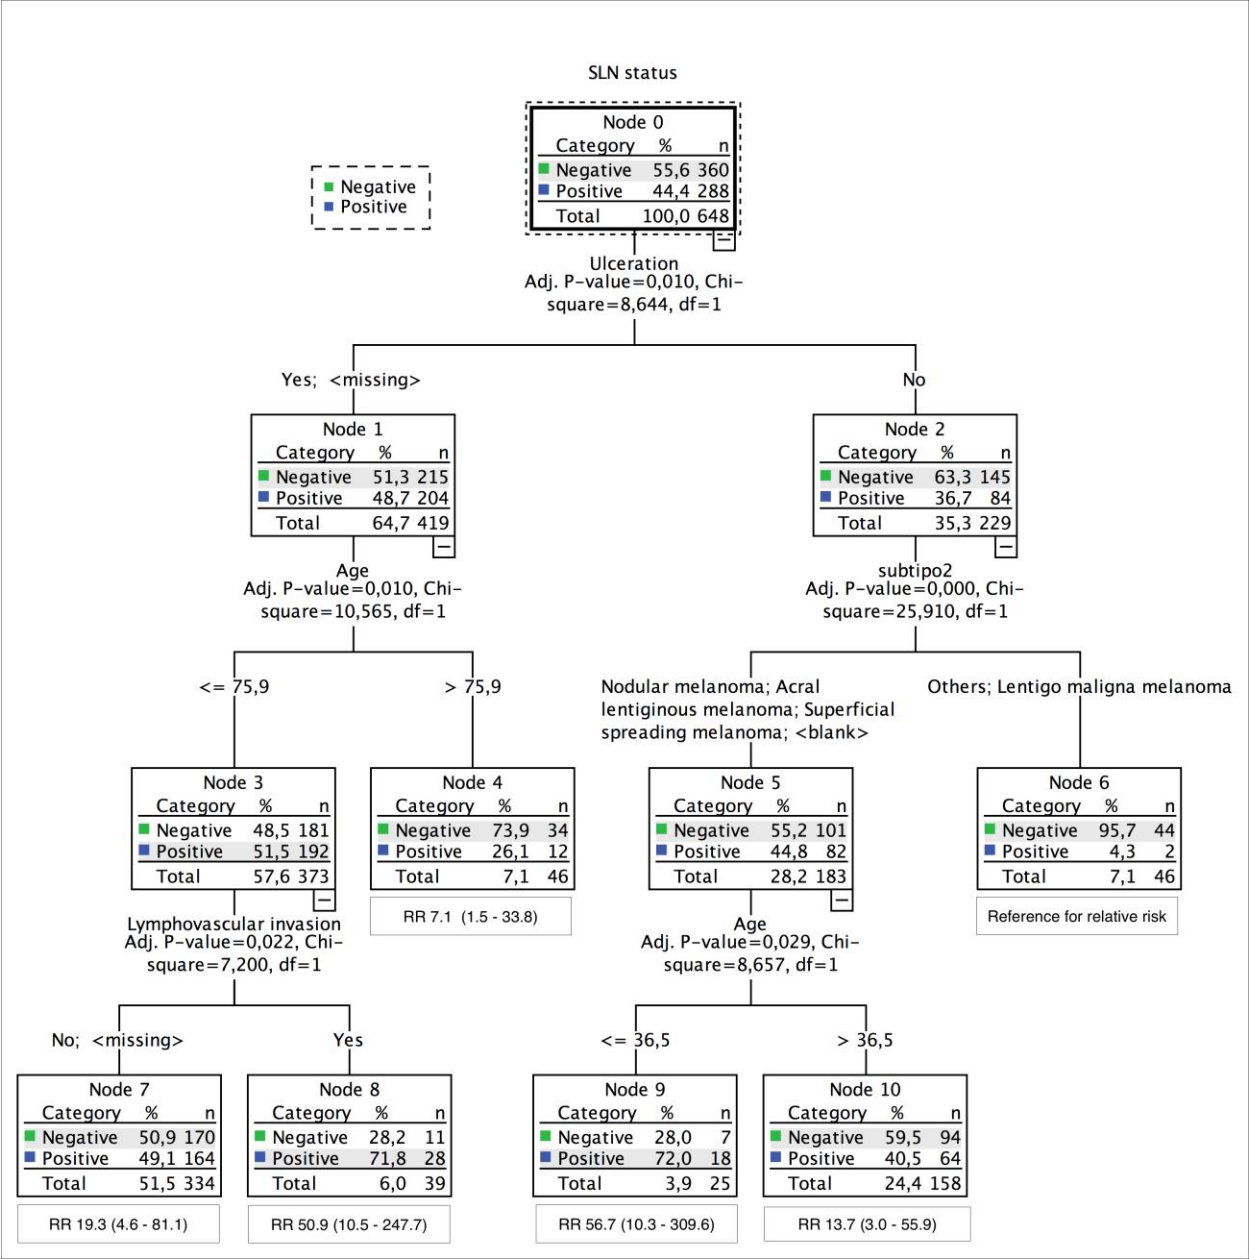 SLN status
Node 0
Category % n
Negative 55,6 360
Positive 44,4 288
Total 100,0 648
Negative
Positive
Ulceration
Adj. P-value=0,010, Chi-
square=8,644, df=1
Yes; <missing>
No
Node 1
Category % n
Negative 51,3 215
Positive 48,7 204
Total 64,7 419
Node 2
Category % n
Negative 63,3 145
Positive 36,7 84
Total 35,3 229
Age
Adj. P-value=0,010, Chi-
square=10,565, df=1
subtipo2
Adj. P-value=0,000, Chi-
square=25,910, df=1
<= 75,9
> 75,9
Nodular melanoma; Acral
lentiginous melanoma; Superficial
spreading melanoma; <blank>
Others; Lentigo maligna melanoma
Node 3
Category % n
Negative 48,5 181
Positive 51,5 192
Total 57,6 373
Node 4
Category % n
Negative 73,9 34
Positive 26,1 12
Total 7,1 46
RR 7.1 (1.5 - 33.8)
Node 5
Category % n
Negative 55,2 101
Positive 44,8 82
Total 28,2 183
Node 6
Category % n
Negative 95,7 44
Positive 4,3 2
Total 7,1 46
Reference for relative risk
Lymphovascular invasion
Adj. P-value=0,022, Chi-
square=7,200, df=1
Age
Adj. P-value=0,029, Chi-
square=8,657, df=1
No; <missing>
Yes
<= 36,5
> 36,5
Node 7
Category % n
Negative 50,9 170
Positive 49,1 164
Total 51,5 334
RR 19.3 (4.6 - 81.1)
Node 8
Category % n
Negative 28,2 11
Positive 71,8 28
Total 6,0 39
RR 50.9 (10.5 - 247.7)
Node 9
Category % n
Negative 28,0 7
Positive 72,0 18
Total 3,9 25
RR 56.7 (10.3 - 309.6)
Node 10
Category % n
Negative 59,5 94
Positive 40,5 64
Total 24,4 158
RR 13.7 (3.0 - 55.9)